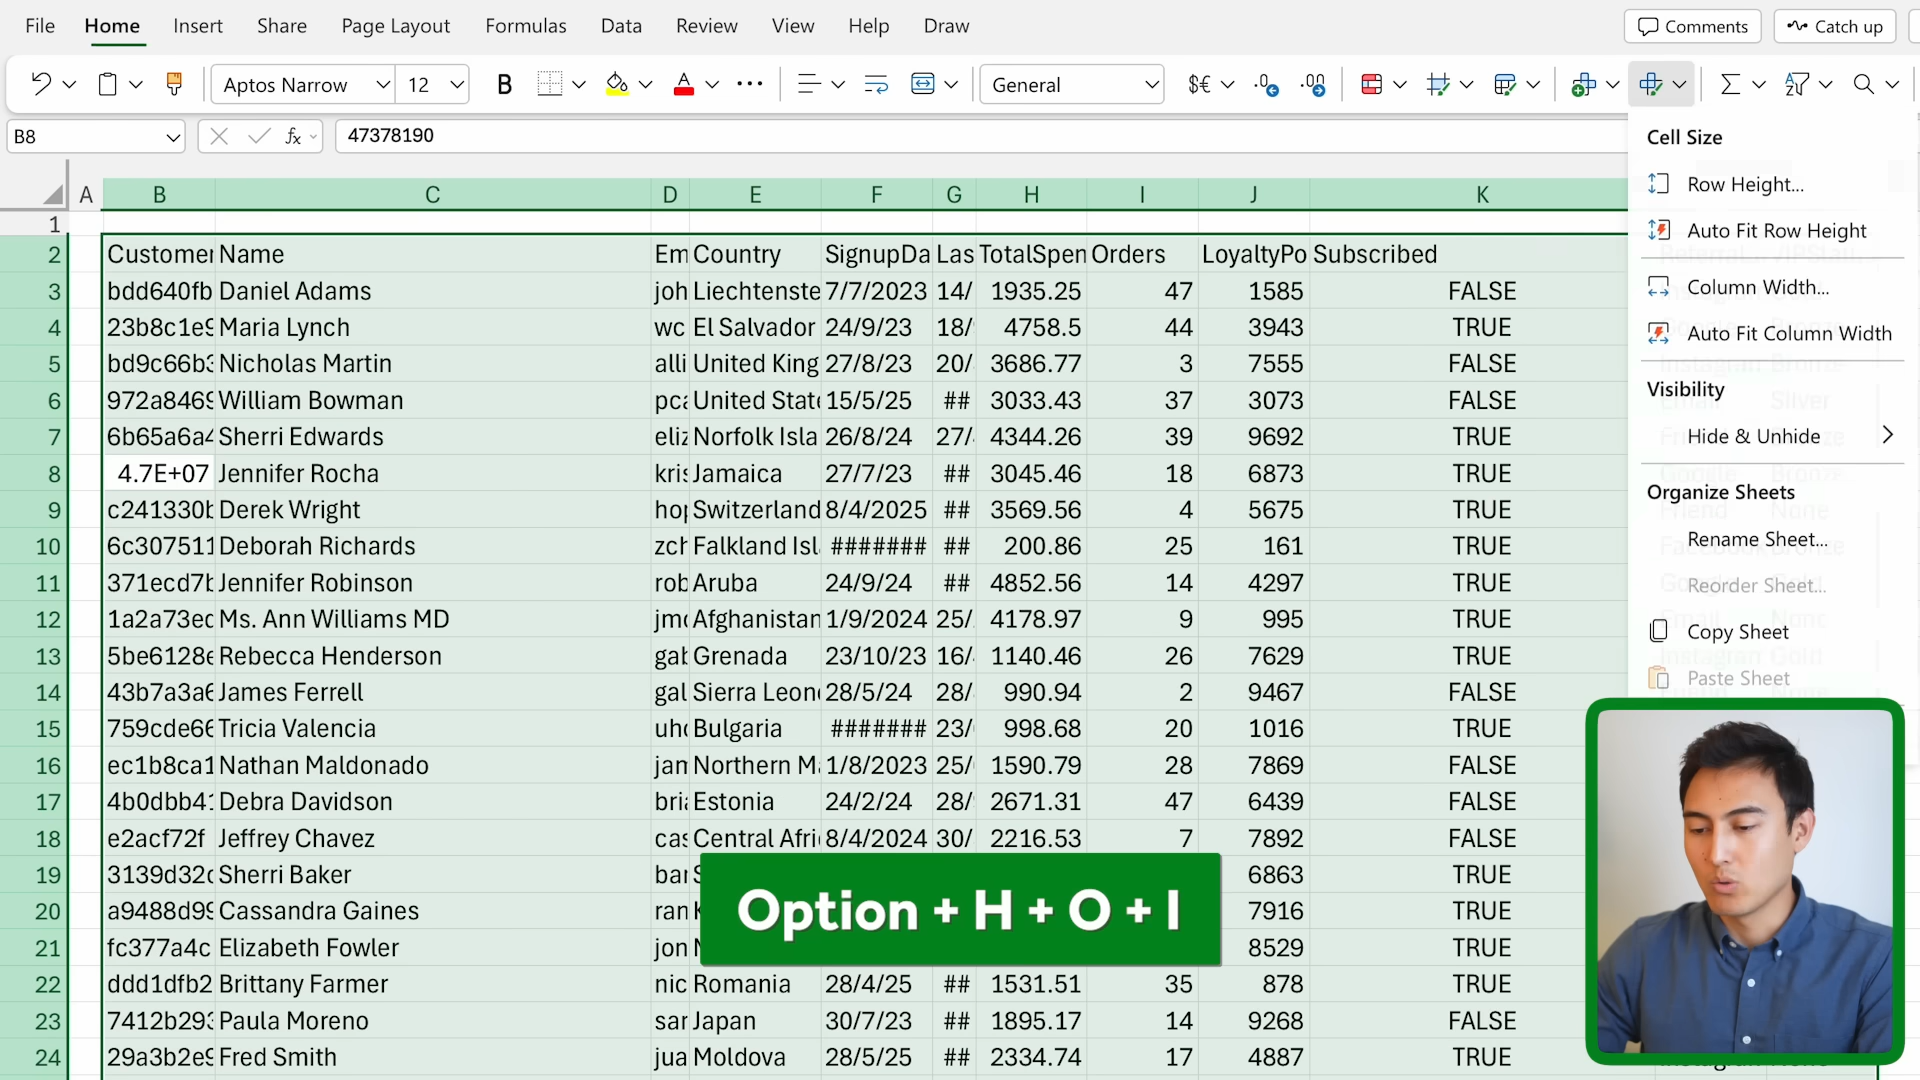 File Home Insert Share Page Layout Formulas Data Review View Help Draw Comments Catch up
Aptos Narrow 12 B A General $€ .0 .00
B8 fx 47378190
A B C D E F G H I J K
1
2 Customer Name Em Country SignupDa Las TotalSpen Orders LoyaltyPo Subscribed
3 bdd640fb Daniel Adams joh Liechtenste 7/7/2023 14/ 1935.25 47 1585 FALSE
4 23b8c1e9 Maria Lynch wc El Salvador 24/9/23 18/ 4758.5 44 3943 TRUE
5 bd9c66b3 Nicholas Martin alli United King 27/8/23 20/ 3686.77 3 7555 FALSE
6 972a8469 William Bowman pca United State 15/5/25 ## 3033.43 37 3073 FALSE
7 6b65a6a4 Sherri Edwards eliz Norfolk Isla 26/8/24 27/ 4344.26 39 9692 TRUE
8 4.7E+07 Jennifer Rocha kris Jamaica 27/7/23 ## 3045.46 18 6873 TRUE
9 c241330b Derek Wright hop Switzerland 8/4/2025 ## 3569.56 4 5675 TRUE
10 6c307511 Deborah Richards zch Falkland Isl ####### ## 200.86 25 161 TRUE
11 371ecd7b Jennifer Robinson rob Aruba 24/9/24 ## 4852.56 14 4297 TRUE
12 1a2a73ed Ms. Ann Williams MD jmc Afghanistan 1/9/2024 25/ 4178.97 9 995 TRUE
13 5be6128e Rebecca Henderson gab Grenada 23/10/23 16/ 1140.46 26 7629 TRUE
14 43b7a3a6 James Ferrell gal Sierra Leone 28/5/24 28/ 990.94 2 9467 FALSE
15 759cde66 Tricia Valencia uhc Bulgaria ####### 23/ 998.68 20 1016 TRUE
16 ec1b8ca1 Nathan Maldonado jam Northern Ma 1/8/2023 25/ 1590.79 28 7869 FALSE
17 4b0dbb41 Debra Davidson bria Estonia 24/2/24 28/ 2671.31 47 6439 FALSE
18 e2acf72f Jeffrey Chavez cas Central Afri 8/4/2024 30/ 2216.53 7 7892 FALSE
19 3139d32c Sherri Baker bar 6863 TRUE
20 a9488d99 Cassandra Gaines ran 7916 TRUE
21 fc377a4c Elizabeth Fowler jon 8529 TRUE
22 ddd1dfb2 Brittany Farmer nic Romania 28/4/25 ## 1531.51 35 878 TRUE
23 7412b293 Paula Moreno sar Japan 30/7/23 ## 1895.17 14 9268 FALSE
24 29a3b2e9 Fred Smith jua Moldova 28/5/25 ## 2334.74 17 4887 TRUE
Option + H + O + I
Cell Size
Row Height...
Auto Fit Row Height
Column Width...
Auto Fit Column Width
Visibility
Hide & Unhide
Organize Sheets
Rename Sheet...
Reorder Sheet...
Copy Sheet
Paste Sheet